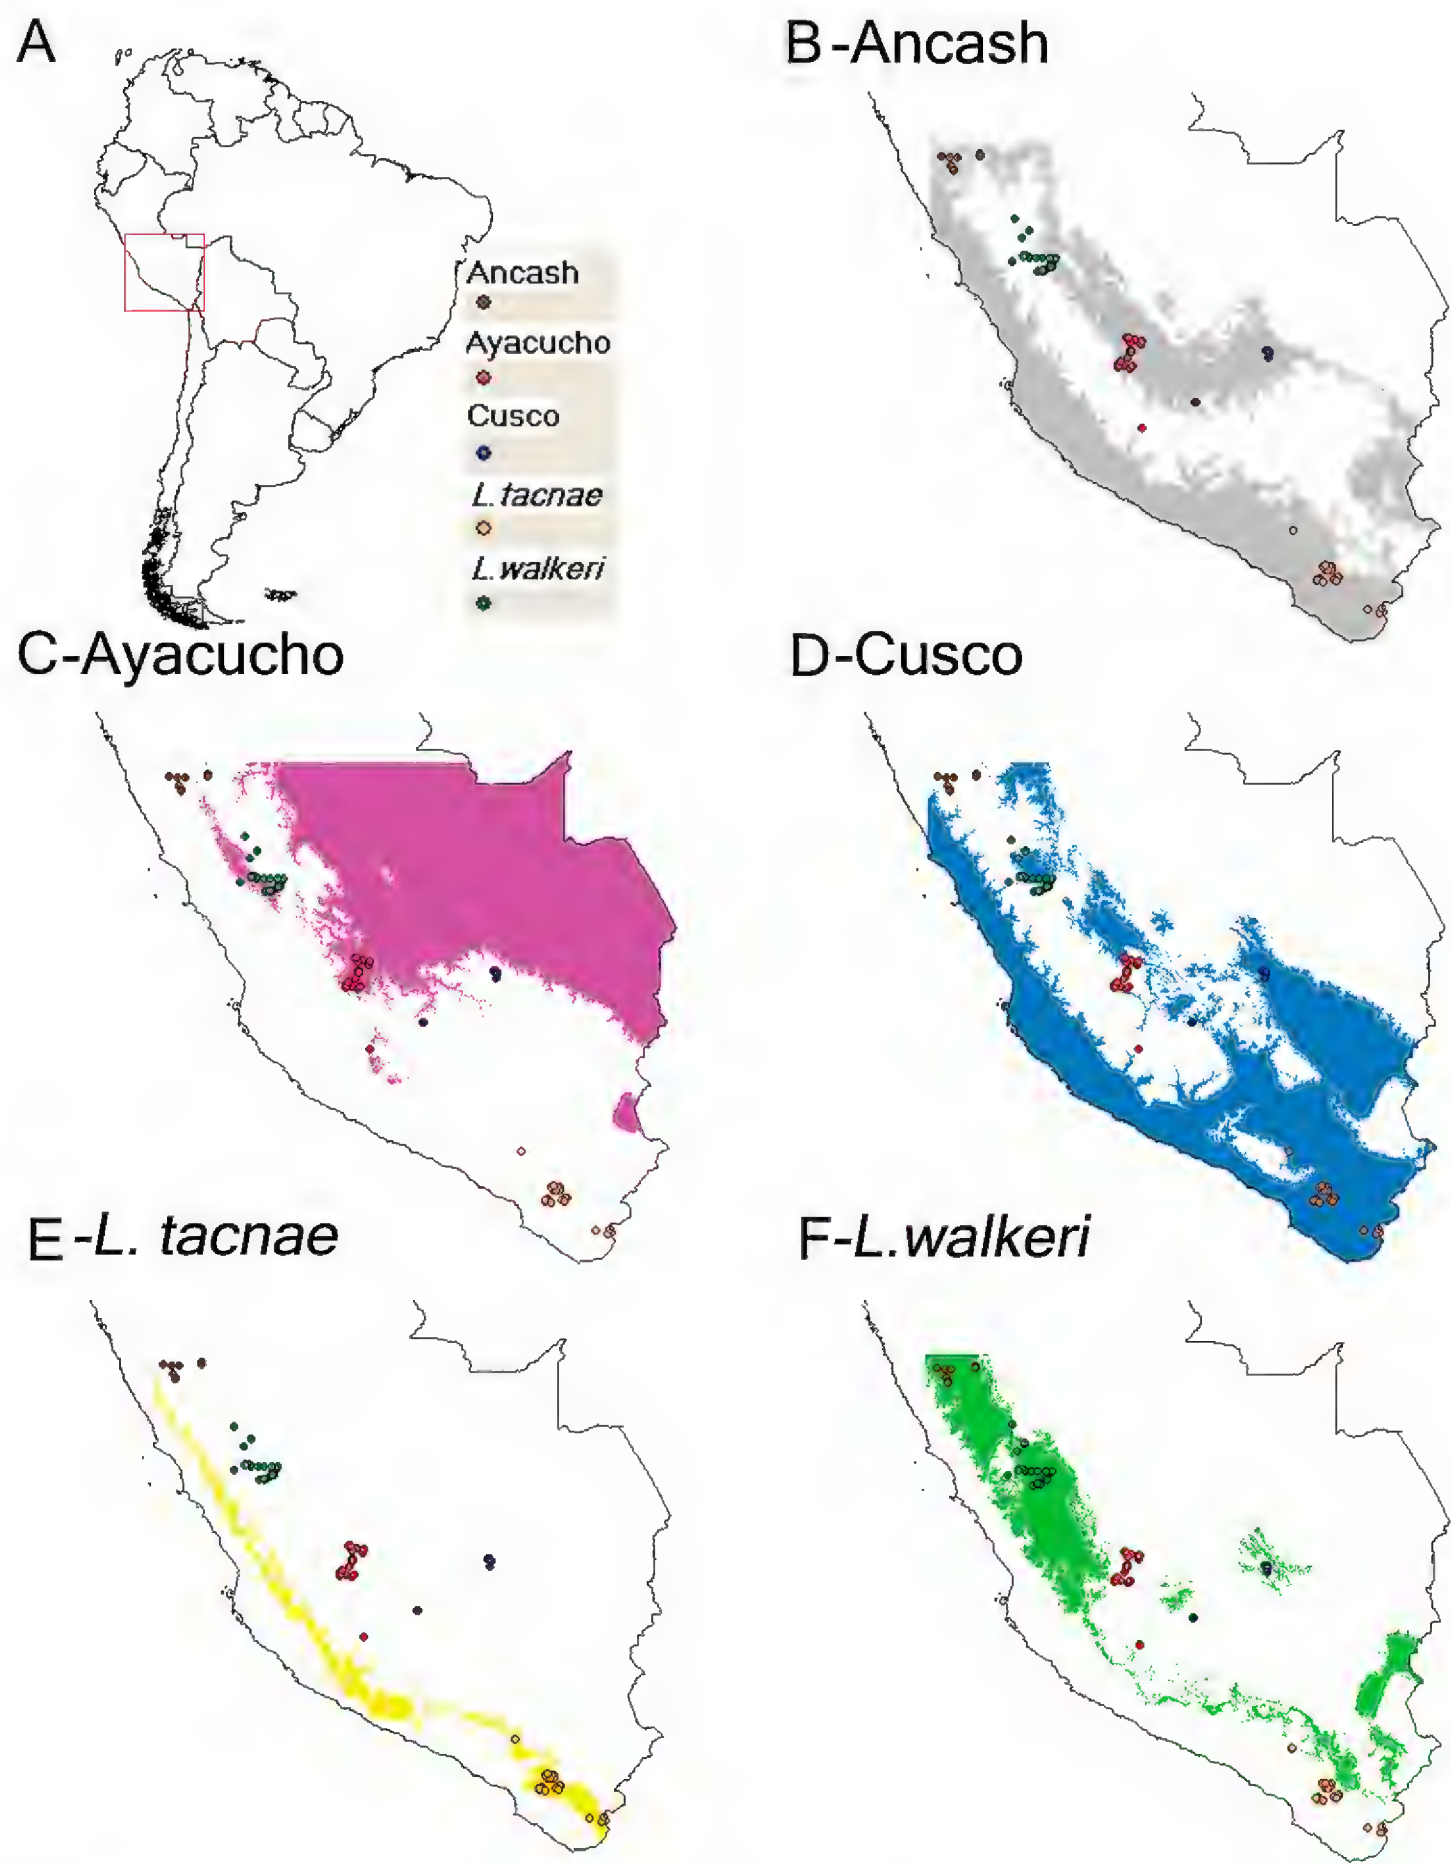 A
B-Ancash
Ancash
Ayacucho
Cusco
L. tacnae
L. walkeri
C-Ayacucho
D-Cusco
E-L. tacnae
F-L.walkeri